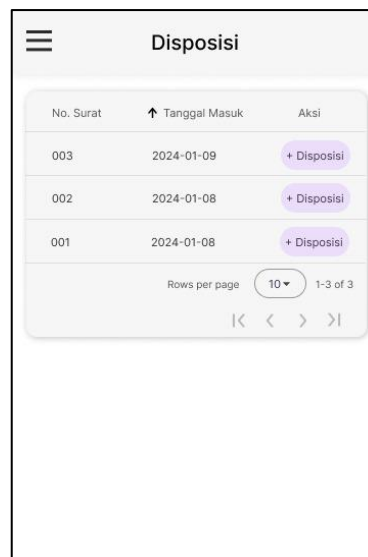 Disposisi
No. Surat Tanggal Masuk Aksi
003 2024-01-09 + Disposisi
002 2024-01-08 + Disposisi
001 2024-01-08 + Disposisi
Rows per page 10 1-3 of 3